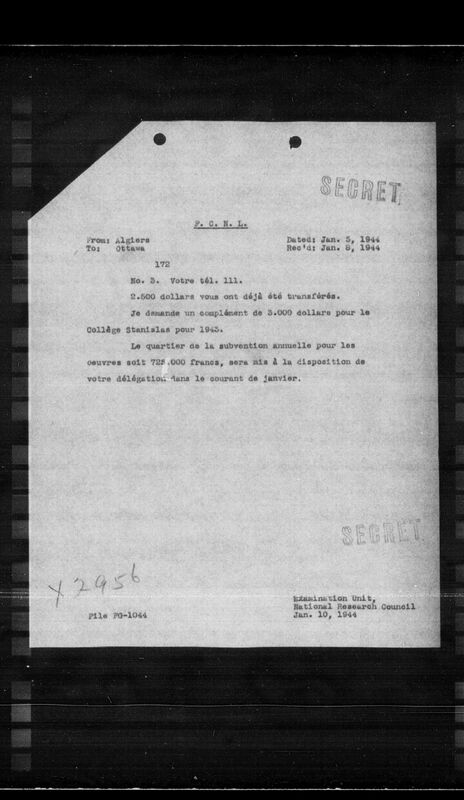 SECRET
F. C. N. L.
From: Algiers Dated: Jan. 5, 1944
To: Ottawa Rec'd: Jan. 8, 1944
172
No. 3. Votre tél. 111.
2.500 dollars vous ont déjà été transférés.
Je demande un complément de 3.000 dollars pour le
Collège Stanislas pour 1943.
Le quartier de la subvention annuelle pour les
oeuvres soit 725.000 francs, sera mis à la disposition de
votre délégation dans le courant de janvier.
SECRET
X 2956
Examination Unit,
National Research Council
File FG-1044 Jan. 10, 1944